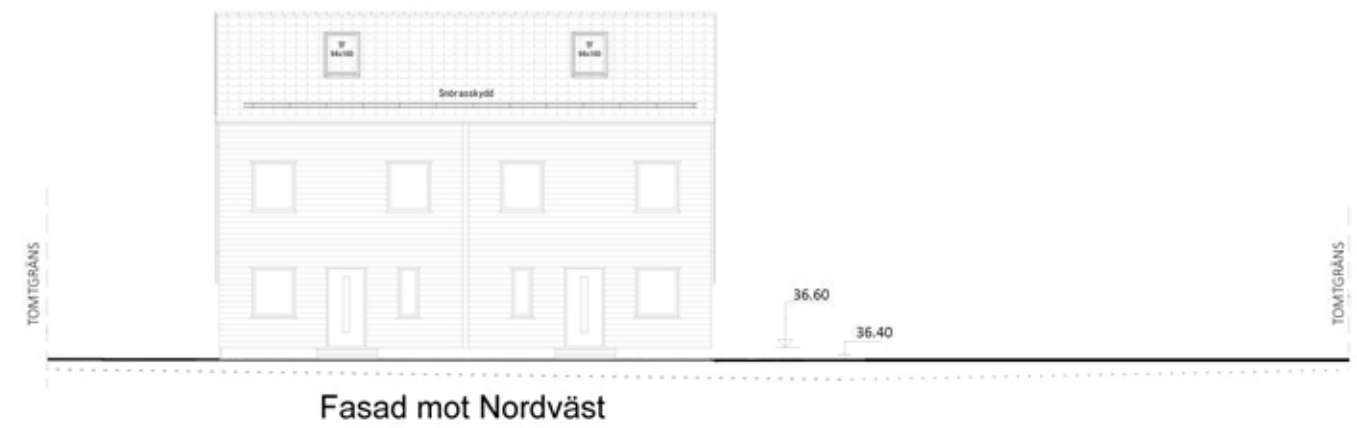 Snörasskydd
TOMTGRÄNS
36.60
36.40
TOMTGRÄNS
Fasad mot Nordväst